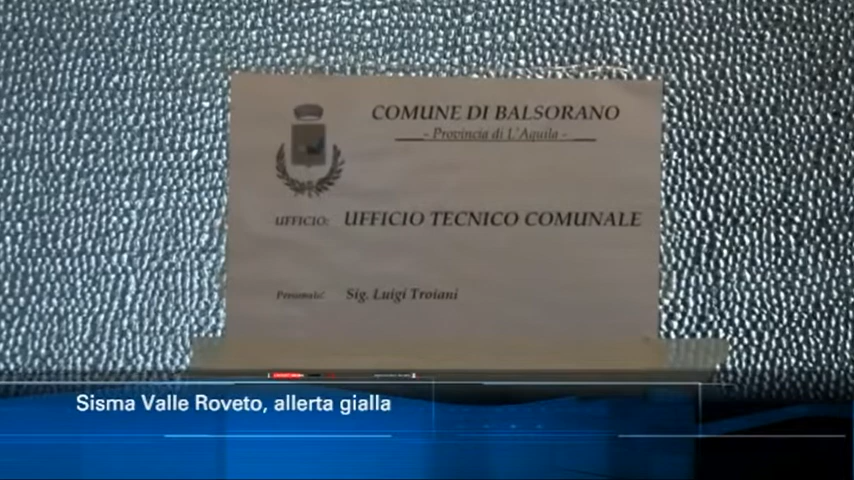 COMUNE DI BALSORANO
- Provincia di L'Aquila -
UFFICIO: UFFICIO TECNICO COMUNALE
Personale: Sig. Luigi Troiani
Sisma Valle Roveto, allerta gialla